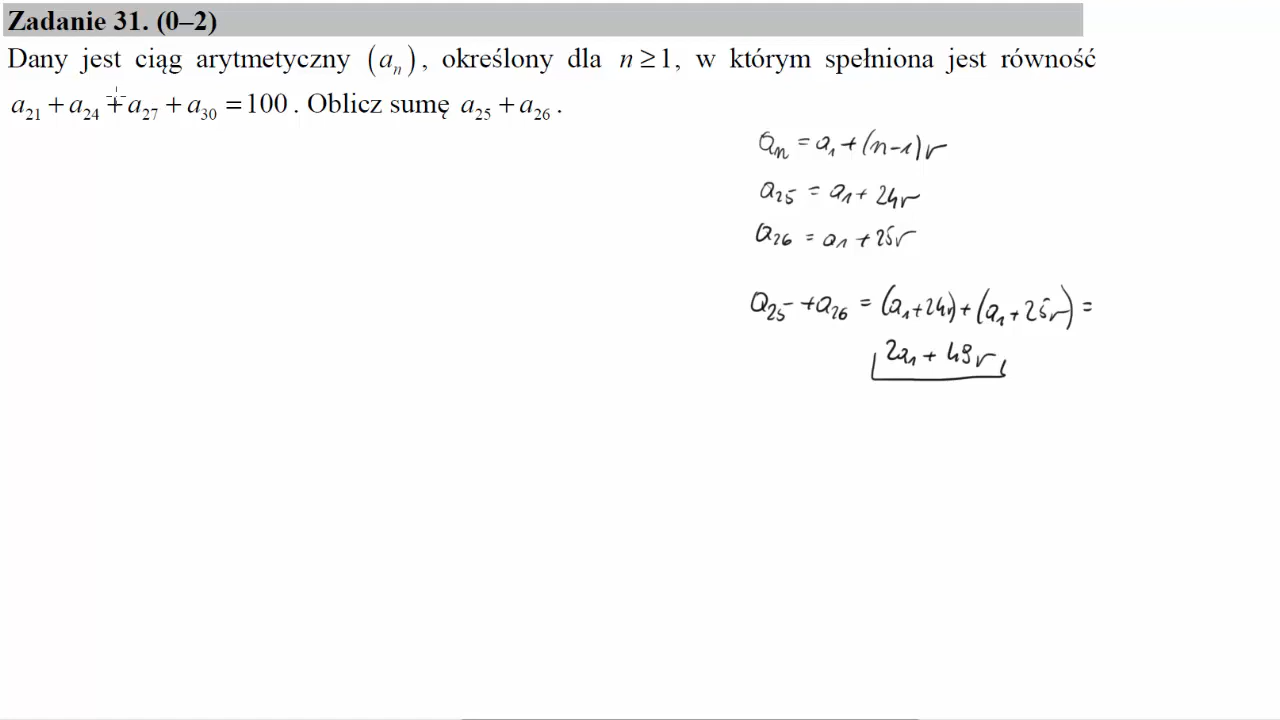 Zadanie 31. (0–2)
Dany jest ciąg arytmetyczny (aₙ), określony dla n ≥ 1, w którym spełniona jest równość
a₂₁ + a₂₄ + a₂₇ + a₃₀ = 100. Oblicz sumę a₂₅ + a₂₆.
aₙ = a₁ + (n-1)r
a₂₅ = a₁ + 24r
a₂₆ = a₁ + 25r
a₂₅ + a₂₆ = (a₁ + 24r) + (a₁ + 25r) =
2a₁ + 49r